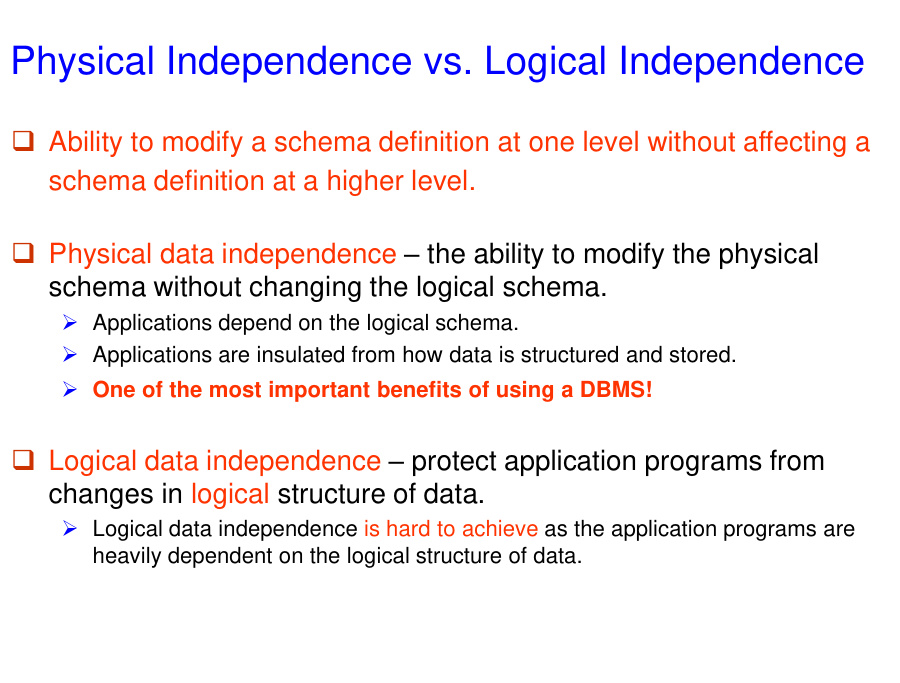 Physical Independence vs. Logical Independence
❑ Ability to modify a schema definition at one level without affecting a
schema definition at a higher level.
❑ Physical data independence – the ability to modify the physical
schema without changing the logical schema.
➢ Applications depend on the logical schema.
➢ Applications are insulated from how data is structured and stored.
➢ One of the most important benefits of using a DBMS!
❑ Logical data independence – protect application programs from
changes in logical structure of data.
➢ Logical data independence is hard to achieve as the application programs are
heavily dependent on the logical structure of data.